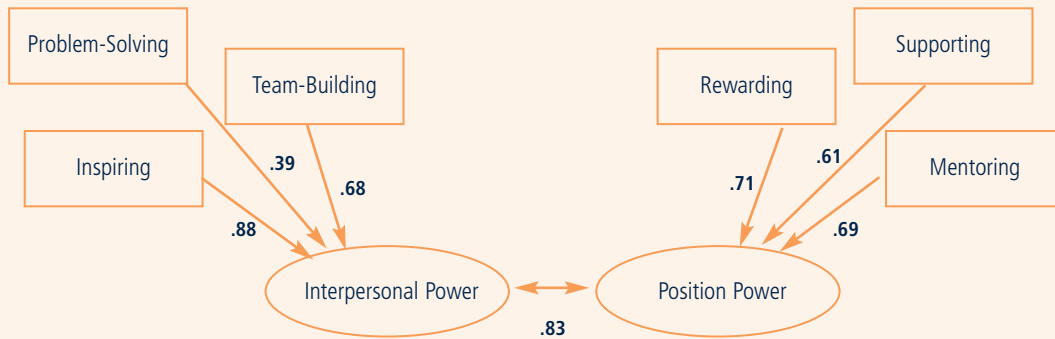 Problem-Solving
Supporting
Team-Building
Rewarding
Inspiring
.39
.61
Mentoring
.68
.71
.88
.69
Interpersonal Power
Position Power
.83